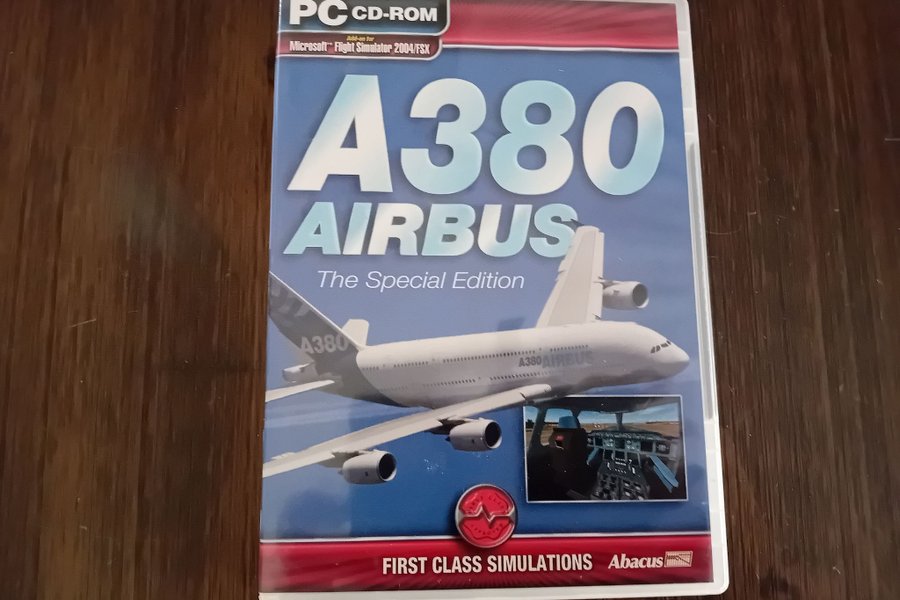 PC CD-ROM
Add-on for
Microsoft™ Flight Simulator 2004/FSX
A380
AIRBUS
The Special Edition
A380
A380 AIRBUS
FIRST CLASS SIMULATIONS
Abacus